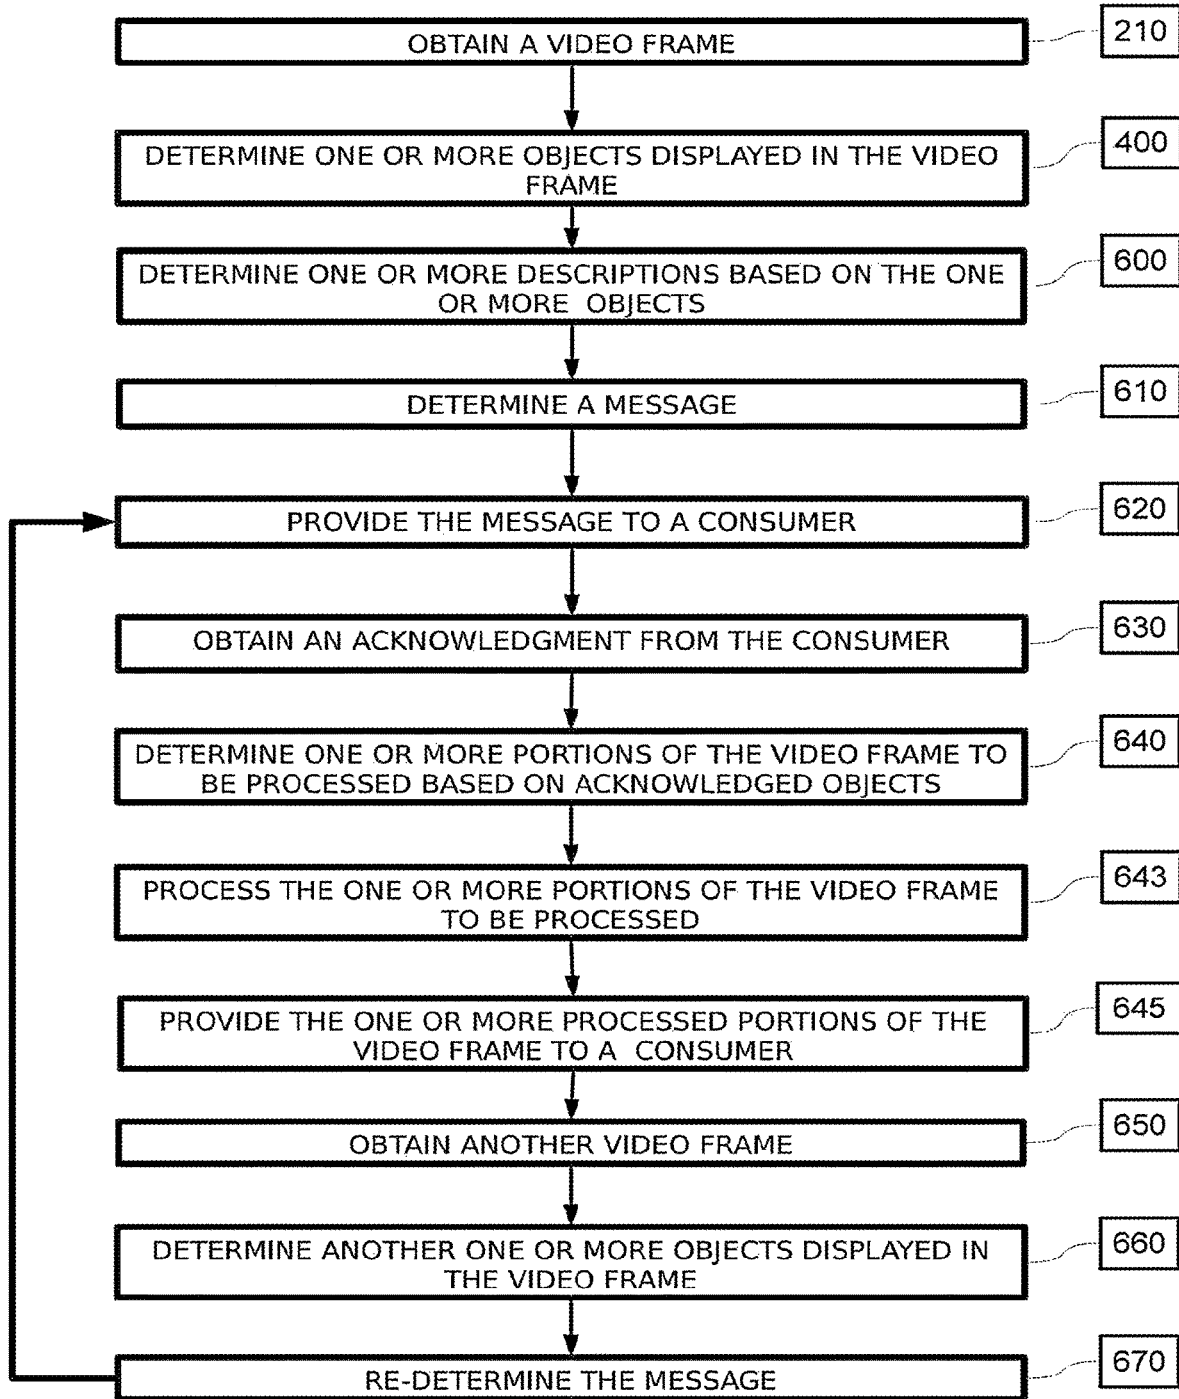 OBTAIN A VIDEO FRAME
210
DETERMINE ONE OR MORE OBJECTS DISPLAYED IN THE VIDEO
FRAME
400
DETERMINE ONE OR MORE DESCRIPTIONS BASED ON THE ONE
OR MORE OBJECTS
600
DETERMINE A MESSAGE
610
PROVIDE THE MESSAGE TO A CONSUMER
620
OBTAIN AN ACKNOWLEDGMENT FROM THE CONSUMER
630
DETERMINE ONE OR MORE PORTIONS OF THE VIDEO FRAME TO
BE PROCESSED BASED ON ACKNOWLEDGED OBJECTS
640
PROCESS THE ONE OR MORE PORTIONS OF THE VIDEO FRAME
TO BE PROCESSED
643
PROVIDE THE ONE OR MORE PROCESSED PORTIONS OF THE
VIDEO FRAME TO A CONSUMER
645
OBTAIN ANOTHER VIDEO FRAME
650
DETERMINE ANOTHER ONE OR MORE OBJECTS DISPLAYED IN
THE VIDEO FRAME
660
RE-DETERMINE THE MESSAGE
670